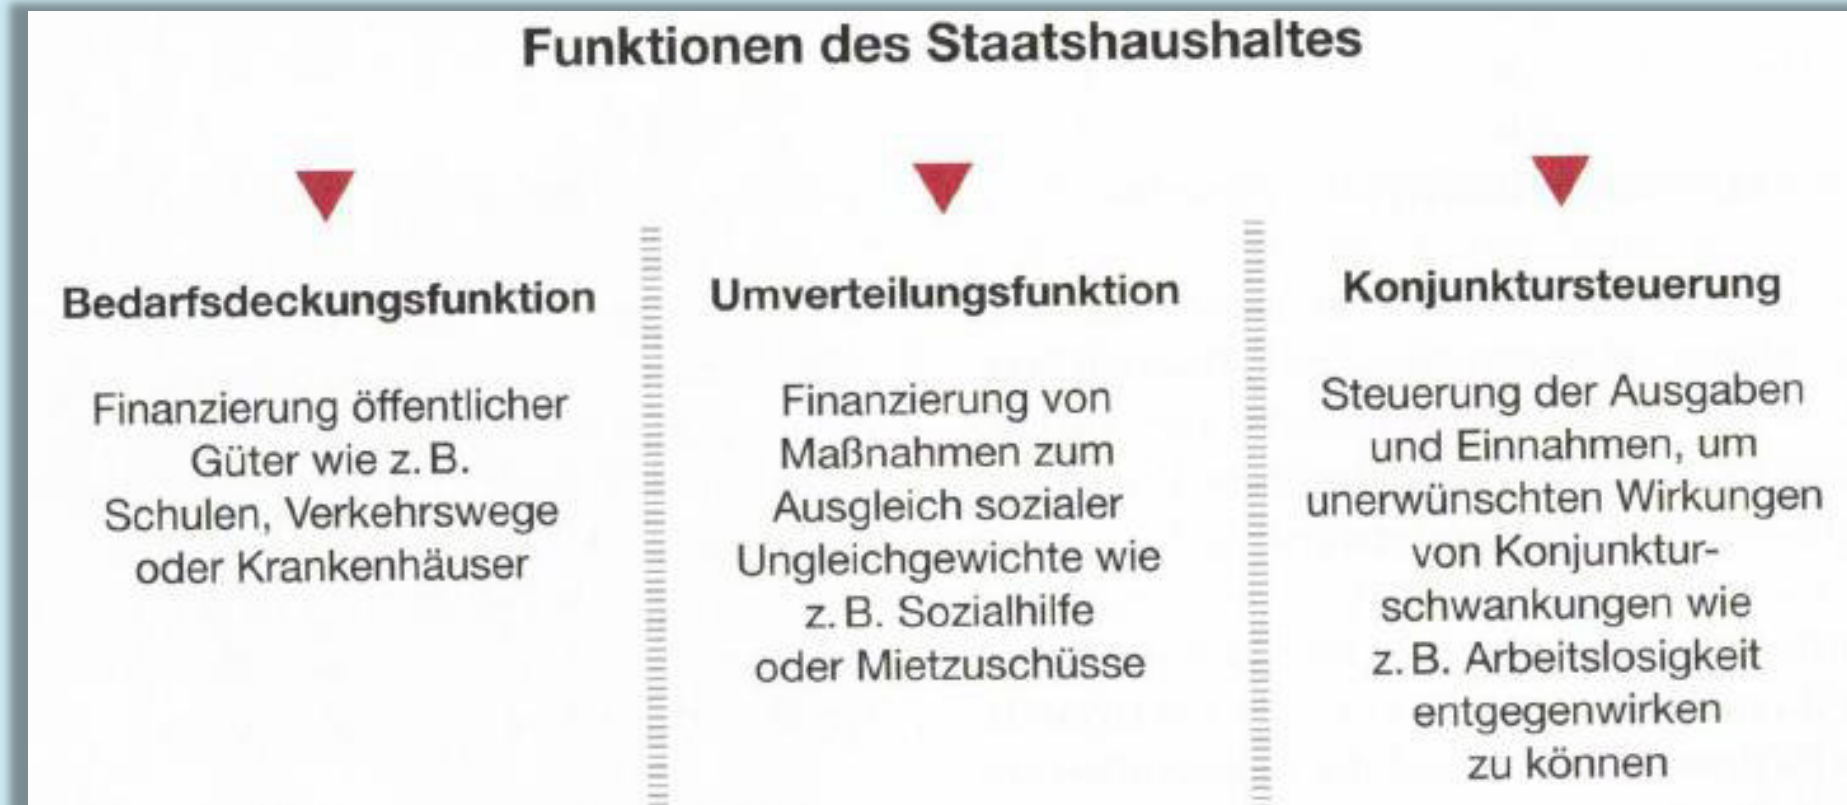 Funktionen des Staatshaushaltes
Bedarfsdeckungsfunktion
Finanzierung öffentlicher
Güter wie z. B.
Schulen, Verkehrswege
oder Krankenhäuser
Umverteilungsfunktion
Finanzierung von
Maßnahmen zum
Ausgleich sozialer
Ungleichgewichte wie
z. B. Sozialhilfe
oder Mietzuschüsse
Konjunktursteuerung
Steuerung der Ausgaben
und Einnahmen, um
unerwünschten Wirkungen
von Konjunktur-
schwankungen wie
z. B. Arbeitslosigkeit
entgegenwirken
zu können